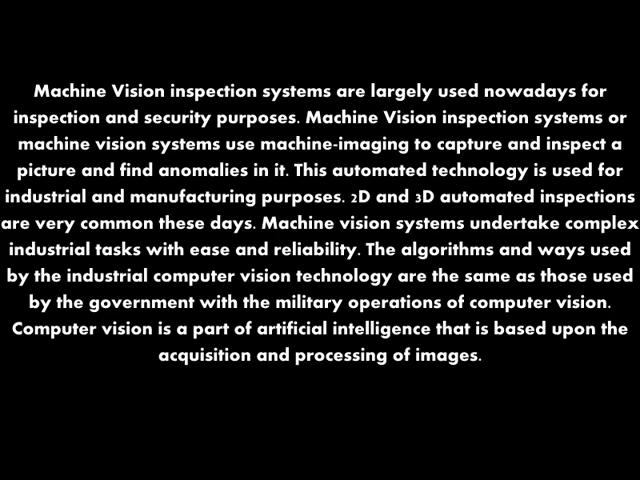 Machine Vision inspection systems are largely used nowadays for
inspection and security purposes. Machine Vision inspection systems or
machine vision systems use machine-imaging to capture and inspect a
picture and find anomalies in it. This automated technology is used for
industrial and manufacturing purposes. 2D and 3D automated inspections
are very common these days. Machine vision systems undertake complex
industrial tasks with ease and reliability. The algorithms and ways used
by the industrial computer vision technology are the same as those used
by the government with the military operations of computer vision.
Computer vision is a part of artificial intelligence that is based upon the
acquisition and processing of images.